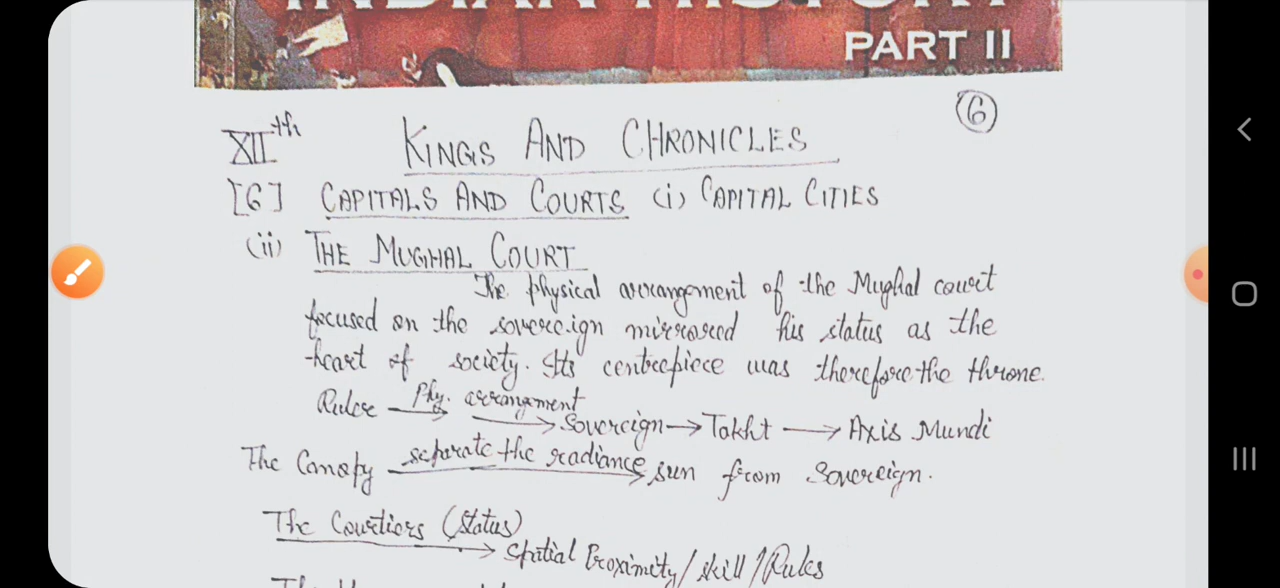 INDIAN HISTORY
PART II
6
XIIth KINGS AND CHRONICLES
[6] CAPITALS AND COURTS (i) CAPITAL CITIES
(ii) THE MUGHAL COURT
The physical arrangement of the Mughal court
focused on the sovereign mirrored his status as the
heart of society. Its centrepiece was therefore the throne.
Ruler Phy. arrangement → Sovereign → Takht → Axis Mundi
The Canopy separate the radiance → sun from Sovereign.
The Courtiers (Status)
→ Spatial Proximity/skill/Rules